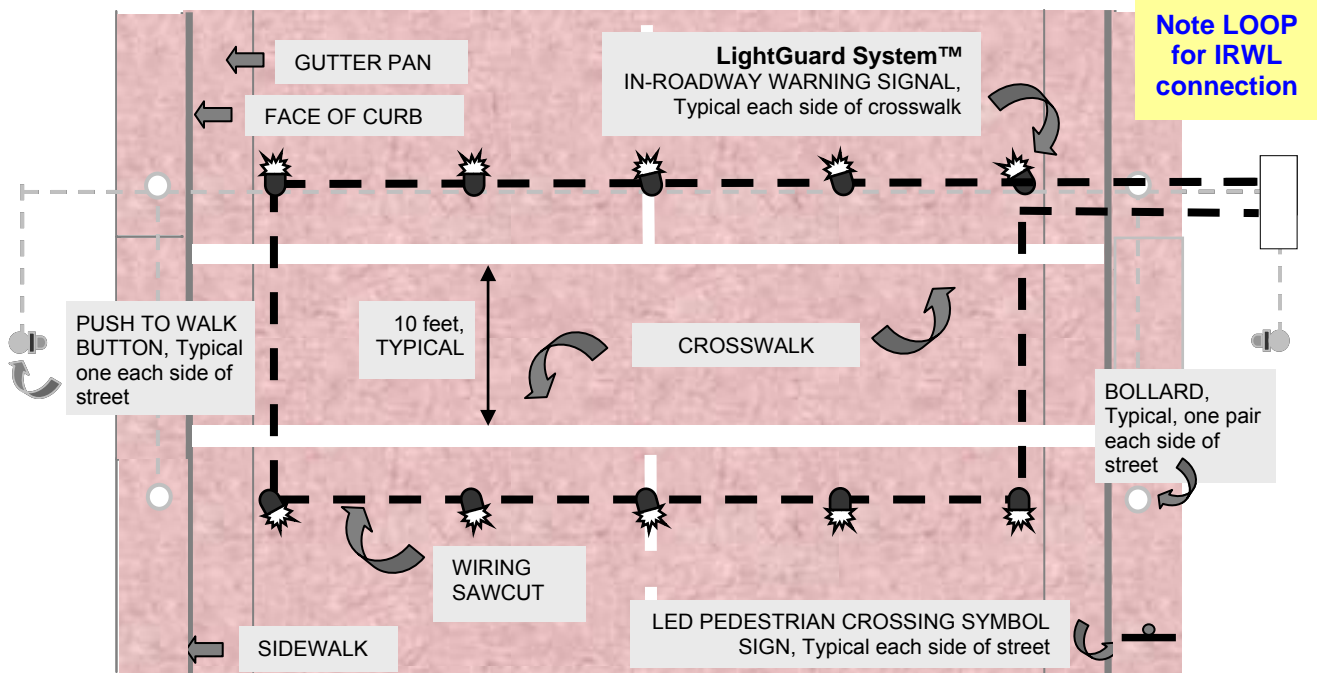 Note LOOP
for IRWL
connection
GUTTER PAN
LightGuard System™
IN-ROADWAY WARNING SIGNAL,
Typical each side of crosswalk
FACE OF CURB
PUSH TO WALK
BUTTON, Typical
one each side of
street
10 feet,
TYPICAL
CROSSWALK
BOLLARD,
Typical, one pair
each side of
street
WIRING
SAWCUT
LED PEDESTRIAN CROSSING SYMBOL
SIGN, Typical each side of street
SIDEWALK